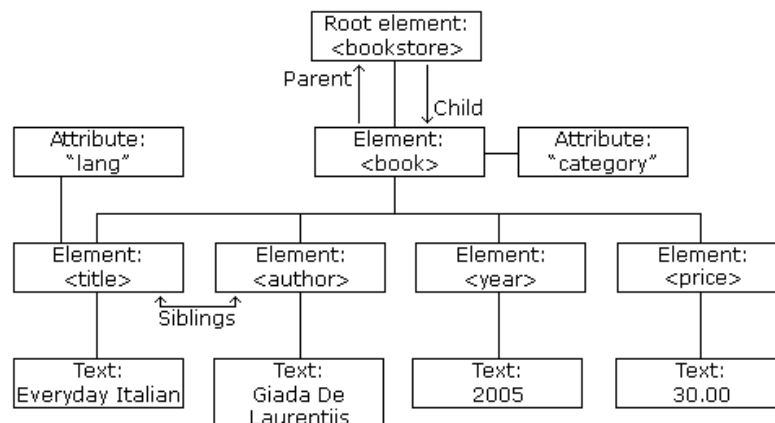 Root element:
<bookstore>
Parent
Child
Attribute:
"lang"
Element:
<book>
Attribute:
"category"
Element:
<title>
Element:
<author>
Element:
<year>
Element:
<price>
Siblings
Text:
Everyday Italian
Text:
Giada De
Laurentiis
Text:
2005
Text:
30.00